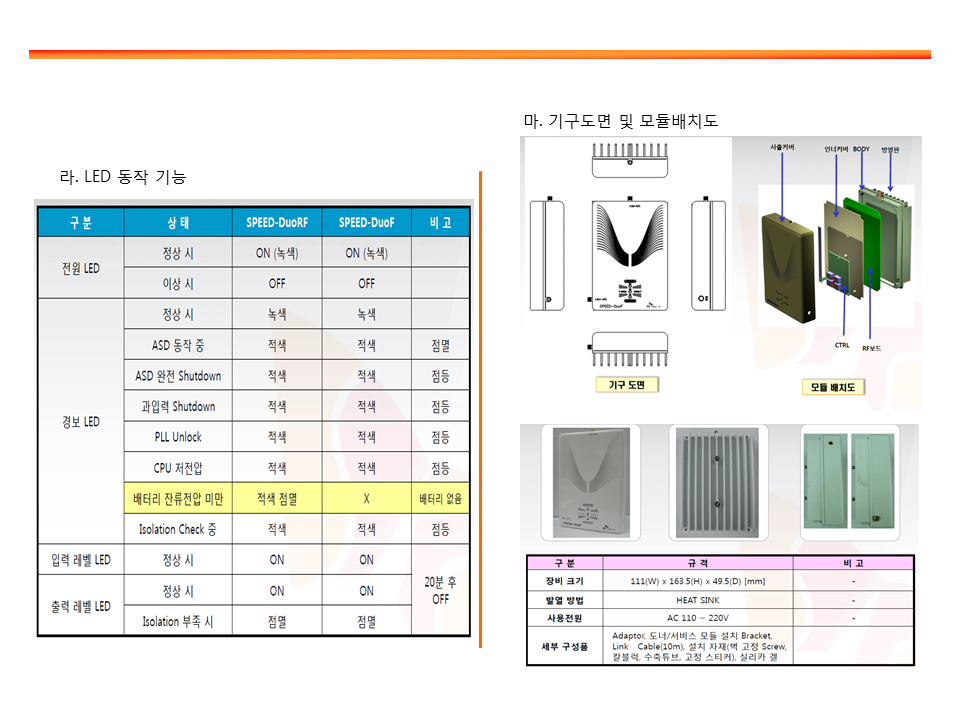 라. LED 동작 기능
구 분 상 태 SPEED-DuoRF SPEED-DuoF 비 고
전원 LED 정상 시 ON (녹색) ON (녹색)
이상 시 OFF OFF
경보 LED 정상 시 녹색 녹색
ASD 동작 중 적색 적색 점멸
ASD 완전 Shutdown 적색 적색 점등
과입력 Shutdown 적색 적색 점등
PLL Unlock 적색 적색 점등
CPU 저전압 적색 적색 점등
배터리 잔류전압 미만 적색 점멸 X 배터리 없음
Isolation Check 중 적색 적색 점등
입력 레벨 LED 정상 시 ON ON 20분 후 OFF
출력 레벨 LED 정상 시 ON ON
Isolation 부족 시 점멸 점멸
마. 기구도면 및 모듈배치도
사출커버 인너커버 BODY 방열판
SPEED-DuoF
CTRL RF보드
기구 도면 모듈 배치도
SPEED-DuoF
구 분 규 격 비 고
장비 크기 111(W) x 163.5(H) x 49.5(D) [mm] -
발열 방법 HEAT SINK -
사용전원 AC 110 ~ 220V -
세부 구성품 Adaptor, 도너/서비스 모듈 설치 Bracket,
Link Cable(10m), 설치 자재(벽 고정 Screw,
칼블럭, 수축튜브, 고정 스티커), 실리카 겔